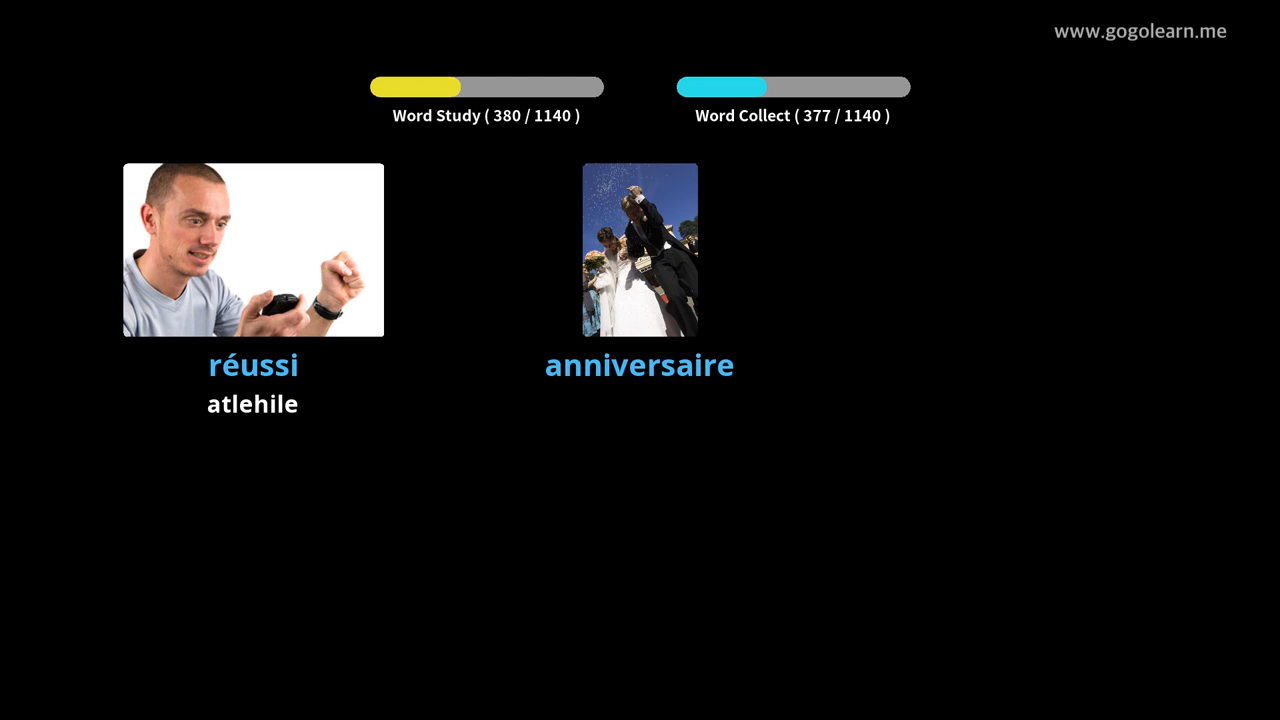 www.gogolearn.me
Word Study ( 380 / 1140 )
Word Collect ( 377 / 1140 )
réussi
atlehile
anniversaire